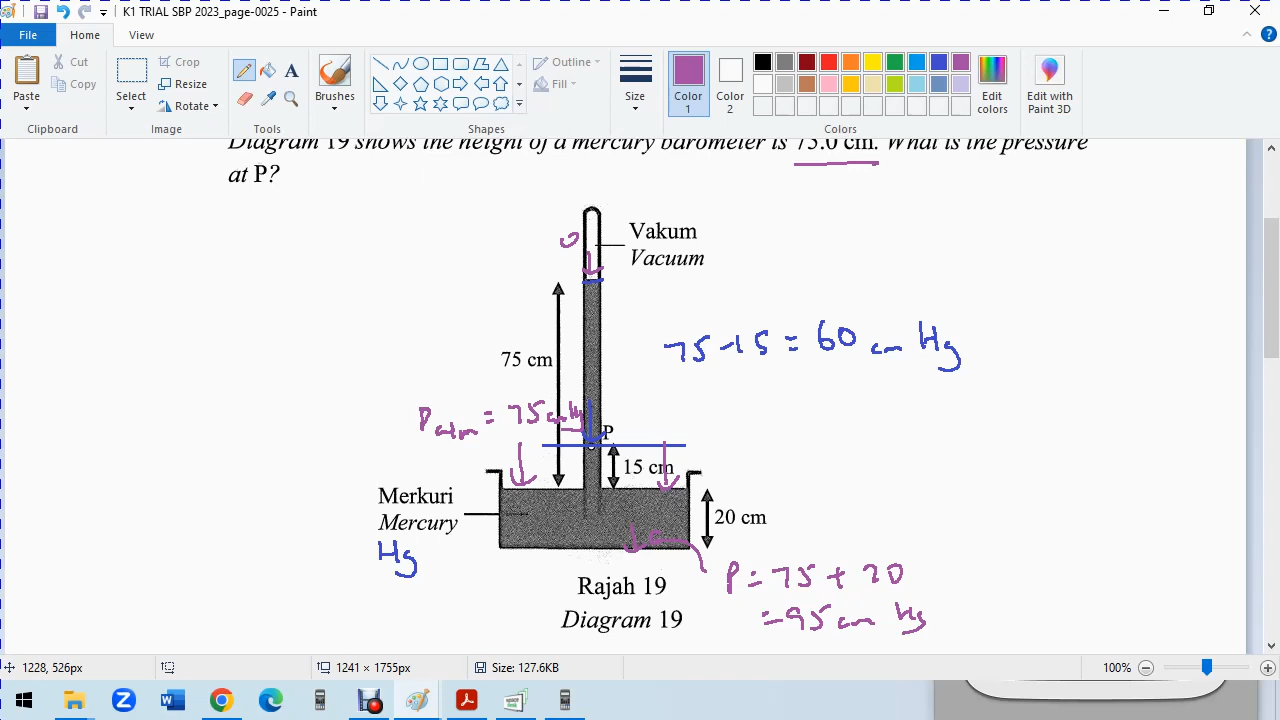 K1 TRIAL SBP 2023_page-0025 - Paint
File
Home
View
Paste
Cut
Copy
Clipboard
Select
Crop
Resize
Rotate
Image
Tools
Brushes
Shapes
Outline
Fill
Size
Color 1
Color 2
Colors
Edit colors
Edit with Paint 3D
Diagram 19 shows the height of a mercury barometer is 75.0 cm. What is the pressure
at P?
0
Vakum
Vacuum
75 - 15 = 60 cm Hg
75 cm
Patm = 75 cm Hg
P
15 cm
Merkuri
Mercury
Hg
20 cm
Rajah 19
Diagram 19
P = 75 + 20
= 95 cm Hg
1228, 526px
1241 × 1755px
Size: 127.6KB
100%